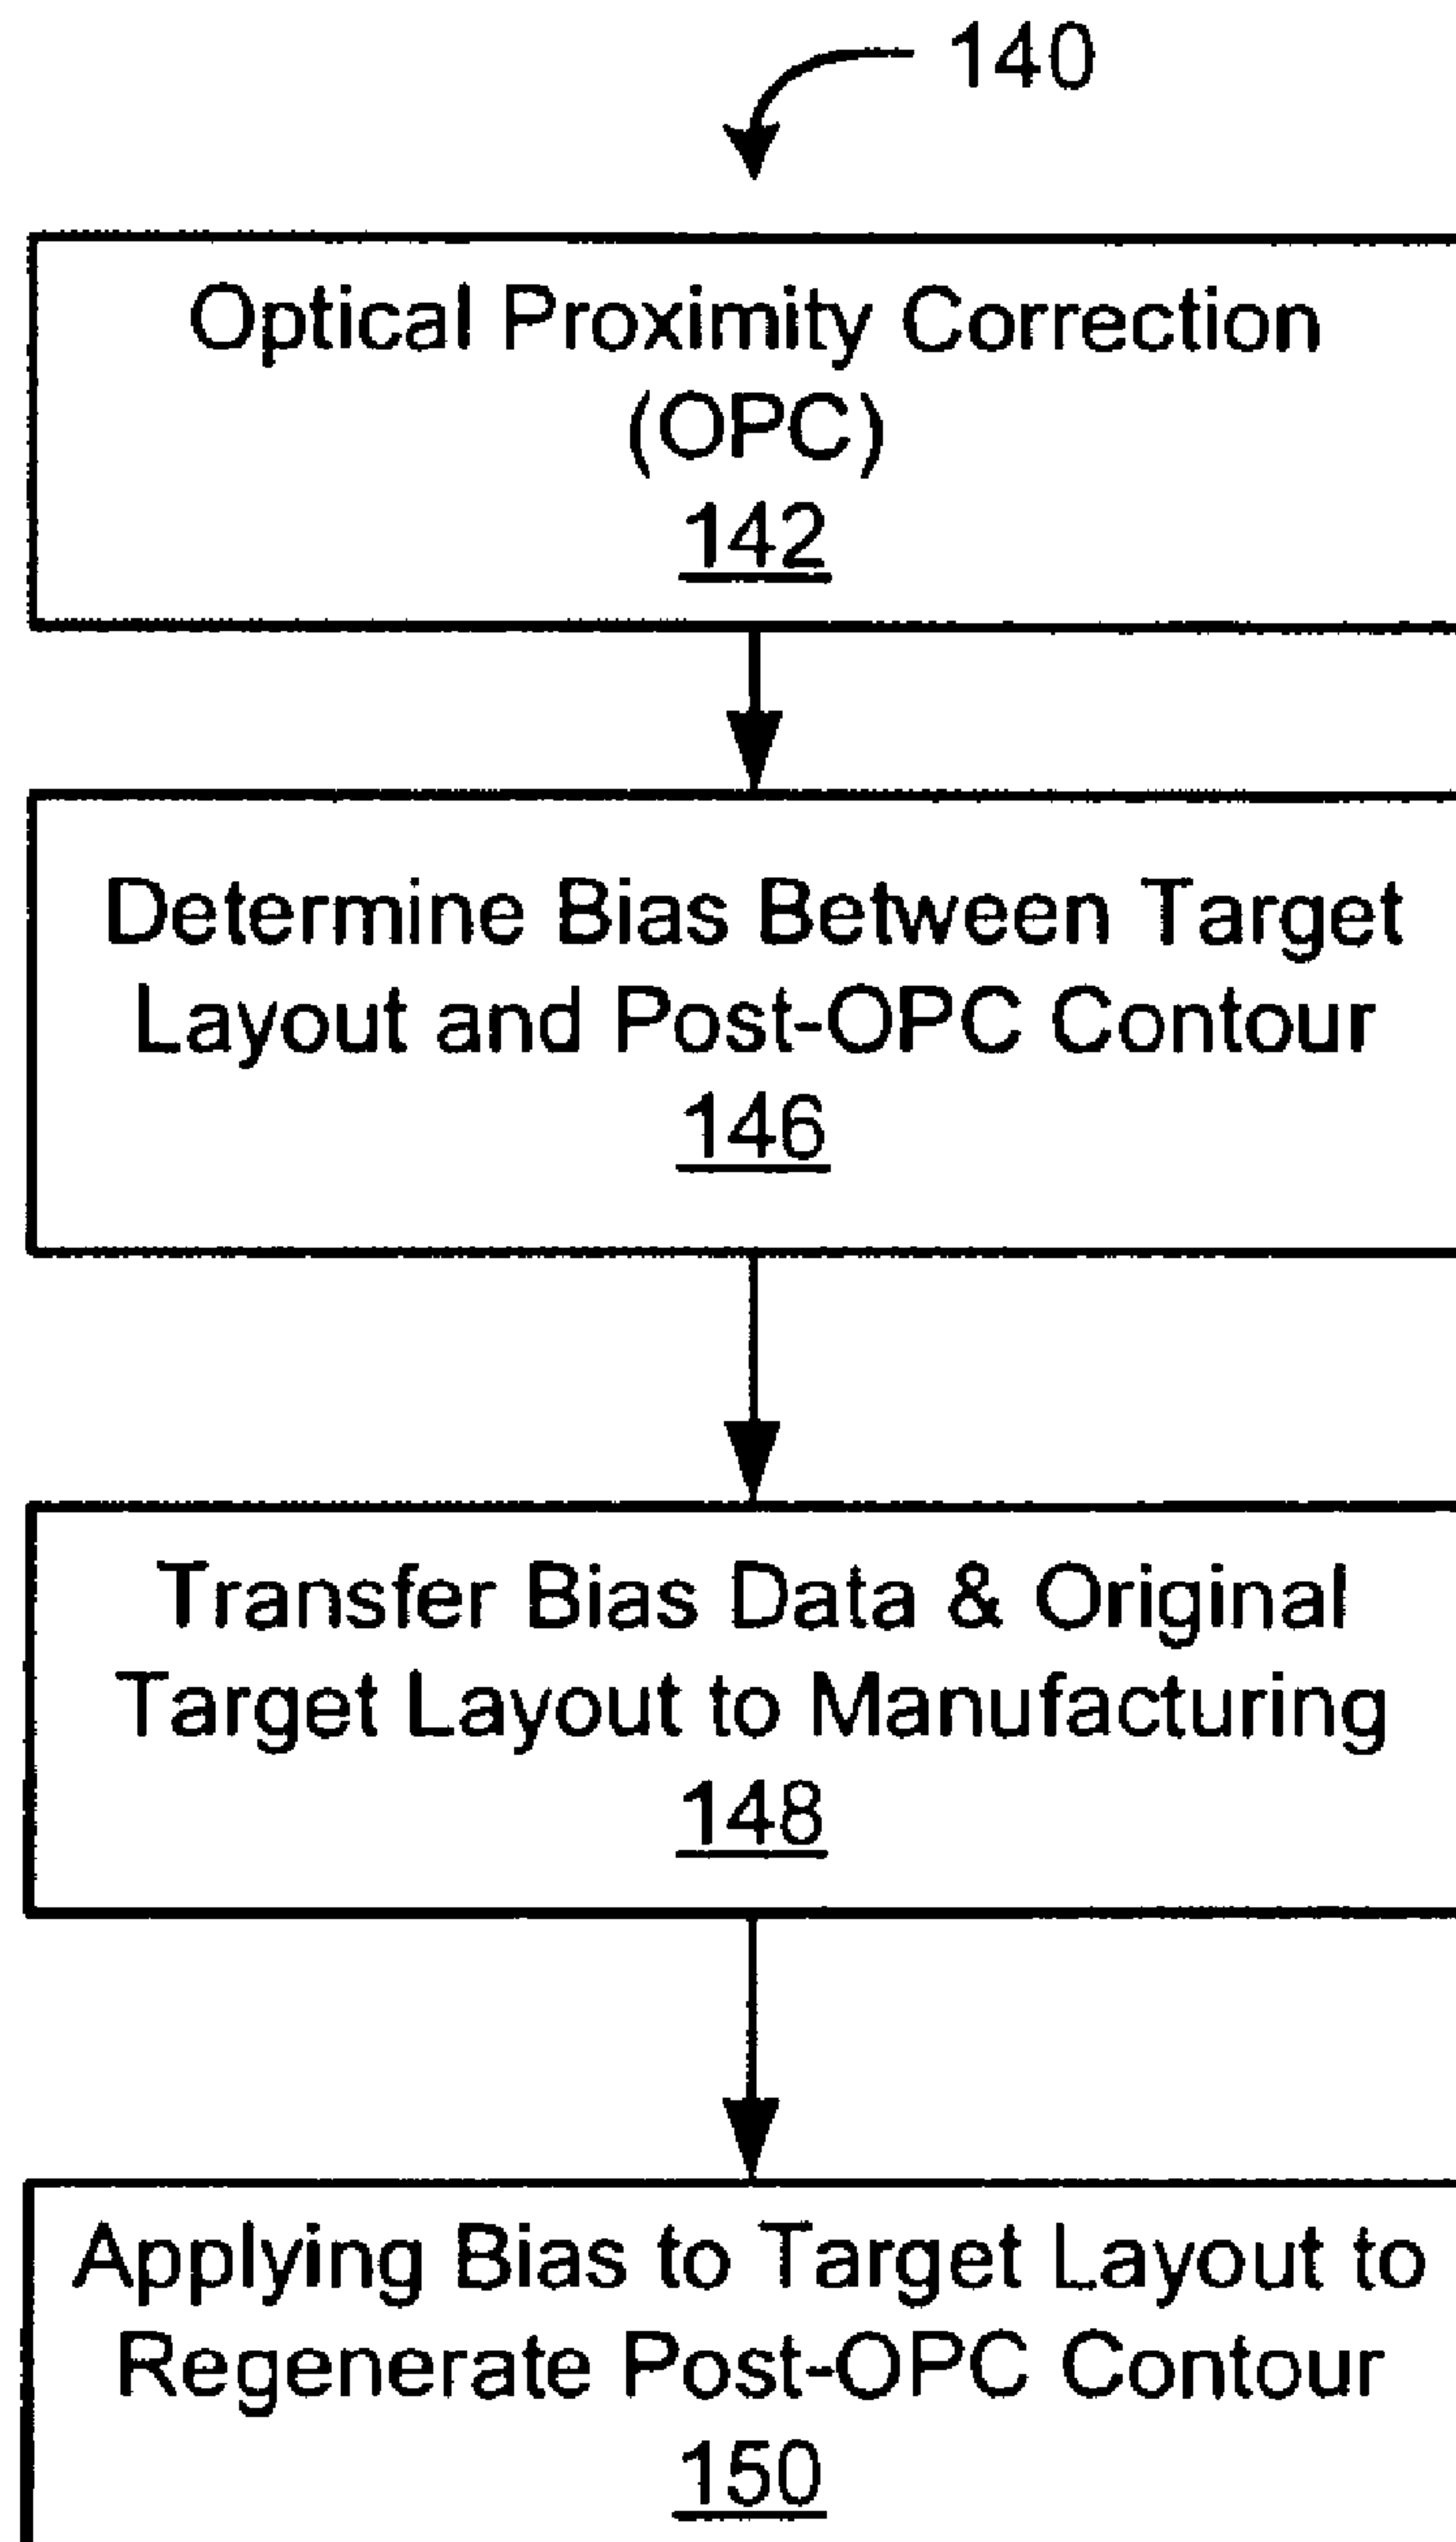 140
Optical Proximity Correction
(OPC)
142
Determine Bias Between Target
Layout and Post-OPC Contour
146
Transfer Bias Data & Original
Target Layout to Manufacturing
148
Applying Bias to Target Layout to
Regenerate Post-OPC Contour
150